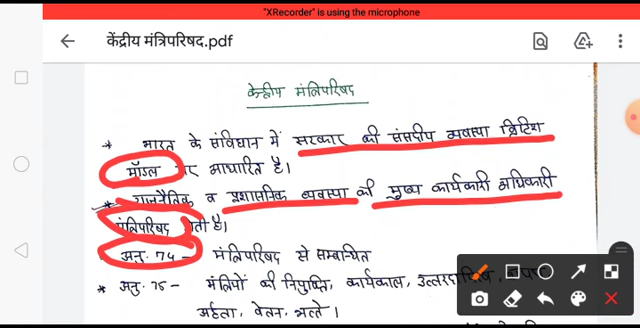 "XRecorder" is using the microphone
केंद्रीय मंत्रिपरिषद.pdf
केन्द्रीय मंत्रिपरिषद
* भारत के संविधान में सरकार की संसदीय व्यवस्था ब्रिटिश
मॉडल पर आधारित है।
* राजनैतिक व प्रशासनिक व्यवस्था की मुख्य कार्यकारी अधिकारी
मंत्रिपरिषद होती है।
* अनु. 74 - मंत्रिपरिषद से सम्बन्धित
* अनु. 75 - मंत्रियों की नियुक्ति, कार्यकाल, उत्तरदायित्व,
अर्हता, वेतन, भत्ते।